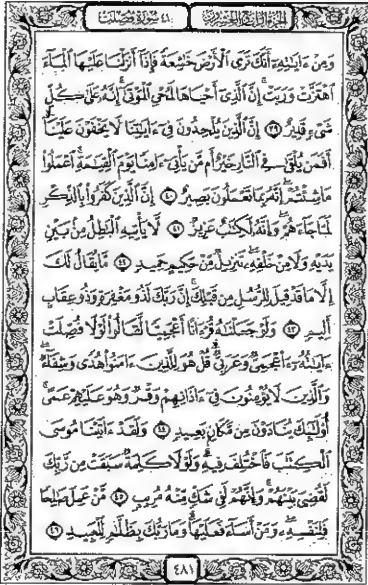 الجزء الرابع والعشرون
٤١ سورة فصلت
وَمِنْ ءَايَٰتِهِۦٓ أَنَّكَ تَرَى ٱلْأَرْضَ خَٰشِعَةً فَإِذَآ أَنزَلْنَا عَلَيْهَا ٱلْمَآءَ
ٱهْتَزَّتْ وَرَبَتْ ۚ إِنَّ ٱلَّذِىٓ أَحْيَاهَا لَمُحْىِ ٱلْمَوْتَىٰٓ ۚ إِنَّهُۥ عَلَىٰ كُلِّ
شَىْءٍ قَدِيرٌ ٣٩ إِنَّ ٱلَّذِينَ يُلْحِدُونَ فِىٓ ءَايَٰتِنَا لَا يَخْفَوْنَ عَلَيْنَآ ۗ
أَفَمَن يُلْقَىٰ فِى ٱلنَّارِ خَيْرٌ أَم مَّن يَأْتِىٓ ءَامِنًا يَوْمَ ٱلْقِيَٰمَةِ ۚ ٱعْمَلُوا۟
مَا شِئْتُمْ ۖ إِنَّهُۥ بِمَا تَعْمَلُونَ بَصِيرٌ ٤٠ إِنَّ ٱلَّذِينَ كَفَرُوا۟ بِٱلذِّكْرِ
لَمَّا جَآءَهُمْ ۖ وَإِنَّهُۥ لَكِتَٰبٌ عَزِيزٌ ٤١ لَّا يَأْتِيهِ ٱلْبَٰطِلُ مِنۢ بَيْنِ
يَدَيْهِ وَلَا مِنْ خَلْفِهِۦ ۖ تَنزِيلٌ مِّنْ حَكِيمٍ حَمِيدٍ ٤٢ مَّا يُقَالُ لَكَ
إِلَّا مَا قَدْ قِيلَ لِلرُّسُلِ مِن قَبْلِكَ ۚ إِنَّ رَبَّكَ لَذُو مَغْفِرَةٍ وَذُو عِقَابٍ
أَلِيمٍ ٤٣ وَلَوْ جَعَلْنَٰهُ قُرْءَانًا أَعْجَمِيًّا لَّقَالُوا۟ لَوْلَا فُصِّلَتْ
ءَايَٰتُهُۥٓ ۖ ءَا۬عْجَمِىٌّ وَعَرَبِىٌّ ۗ قُلْ هُوَ لِلَّذِينَ ءَامَنُوا۟ هُدًى وَشِفَآءٌ ۖ
وَٱلَّذِينَ لَا يُؤْمِنُونَ فِىٓ ءَاذَانِهِمْ وَقْرٌ وَهُوَ عَلَيْهِمْ عَمًى ۚ
أُو۟لَٰٓئِكَ يُنَادَوْنَ مِن مَّكَانٍۭ بَعِيدٍ ٤٤ وَلَقَدْ ءَاتَيْنَا مُوسَى
ٱلْكِتَٰبَ فَٱخْتُلِفَ فِيهِ ۗ وَلَوْلَا كَلِمَةٌ سَبَقَتْ مِن رَّبِّكَ
لَقُضِىَ بَيْنَهُمْ ۚ وَإِنَّهُمْ لَفِى شَكٍّ مِّنْهُ مُرِيبٍ ٤٥ مَّنْ عَمِلَ صَٰلِحًا
فَلِنَفْسِهِۦ ۖ وَمَنْ أَسَآءَ فَعَلَيْهَا ۗ وَمَا رَبُّكَ بِظَلَّٰمٍ لِّلْعَبِيدِ ٤٦
٤٨١